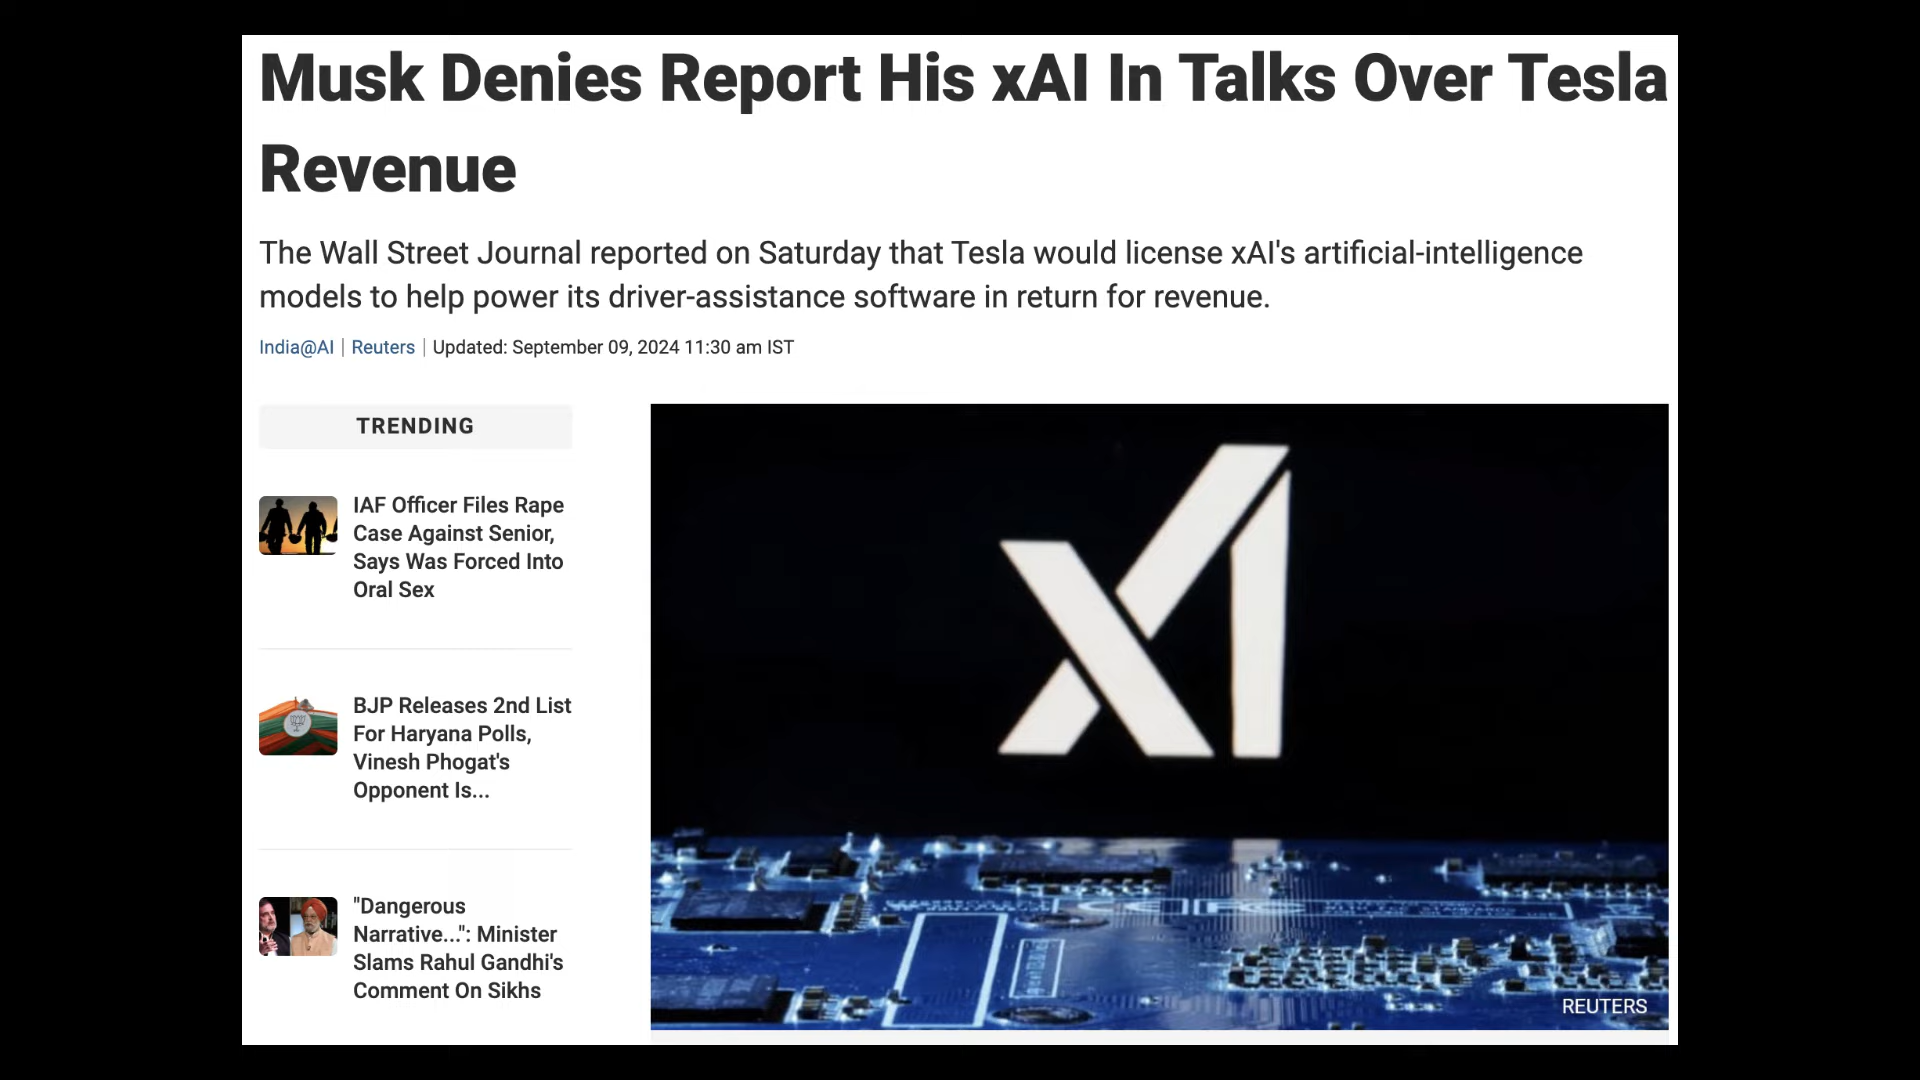 Musk Denies Report His xAI In Talks Over Tesla
Revenue
The Wall Street Journal reported on Saturday that Tesla would license xAI's artificial-intelligence
models to help power its driver-assistance software in return for revenue.
India@AI | Reuters | Updated: September 09, 2024 11:30 am IST
TRENDING
IAF Officer Files Rape
Case Against Senior,
Says Was Forced Into
Oral Sex
BJP Releases 2nd List
For Haryana Polls,
Vinesh Phogat's
Opponent Is...
"Dangerous
Narrative...": Minister
Slams Rahul Gandhi's
Comment On Sikhs
xAI
REUTERS